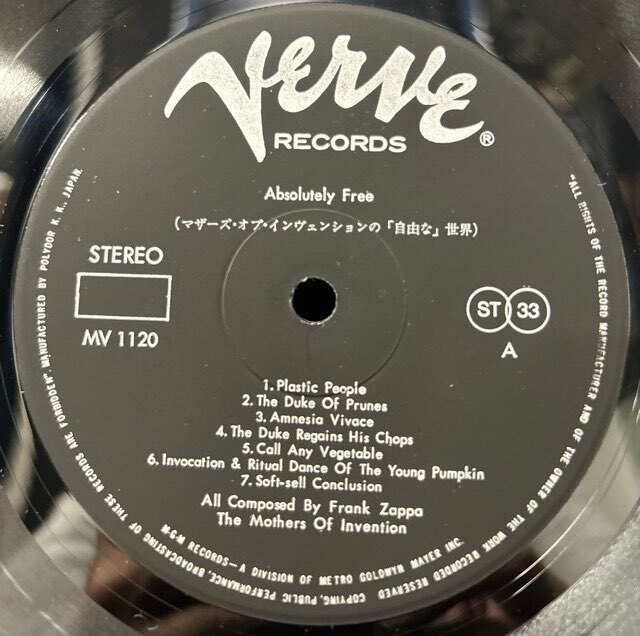 Verve
RECORDS®
Absolutely Free
(マザーズ・オブ・インヴェンションの「自由な」世界)
STEREO
MV 1120
ST 33
A
1. Plastic People
2. The Duke Of Prunes
3. Amnesia Vivace
4. The Duke Regains His Chops
5. Call Any Vegetable
6. Invocation & Ritual Dance Of The Young Pumpkin
7. Soft-sell Conclusion
All Composed By Frank Zappa
The Mothers Of Invention
M-G-M RECORDS—A DIVISION OF METRO GOLDWYN MAYER INC.
"ALL RIGHTS OF THE RECORD MANUFACTURER AND OF THE OWNER OF THE WORK RECORDED RESERVED COPYING, PUBLIC PERFORMANCE, BROADCASTING OF THESE RECORDS ARE FORBIDDEN". MANUFACTURED BY POLYDOR K. K., JAPAN.